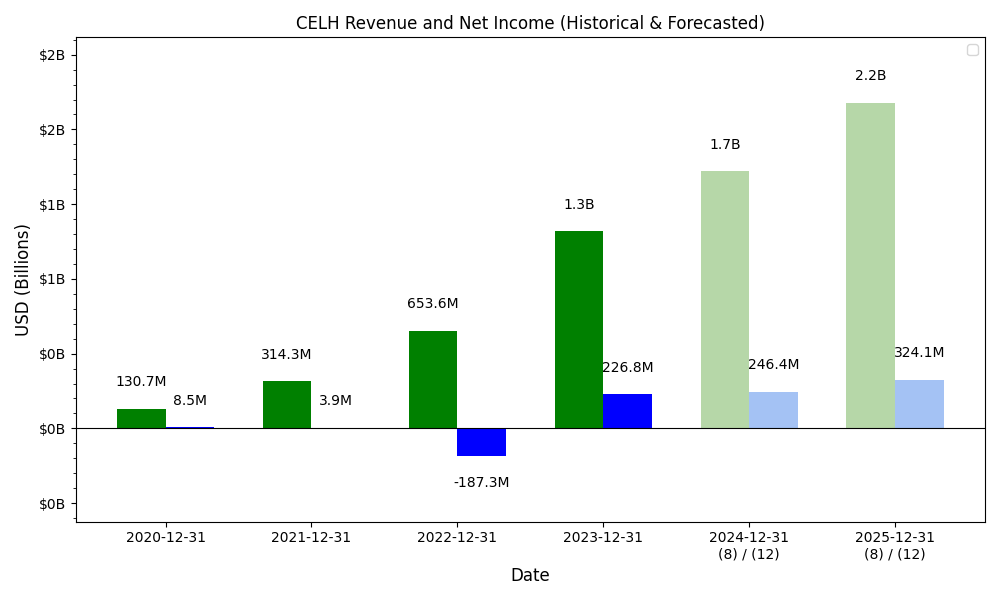 CELH Revenue and Net Income (Historical & Forecasted)
USD (Billions)
$2B
$2B
$1B
$1B
$0B
$0B
$0B
130.7M
8.5M
314.3M
3.9M
653.6M
-187.3M
1.3B
226.8M
1.7B
246.4M
2.2B
324.1M
2020-12-31
2021-12-31
2022-12-31
2023-12-31
2024-12-31
(8) / (12)
2025-12-31
(8) / (12)
Date